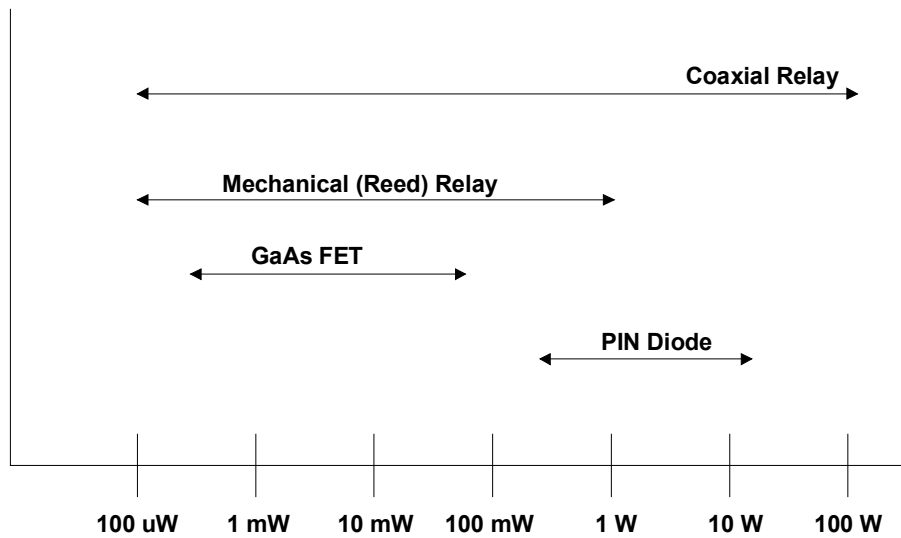 Coaxial Relay
Mechanical (Reed) Relay
GaAs FET
PIN Diode
100 uW 1 mW 10 mW 100 mW 1 W 10 W 100 W